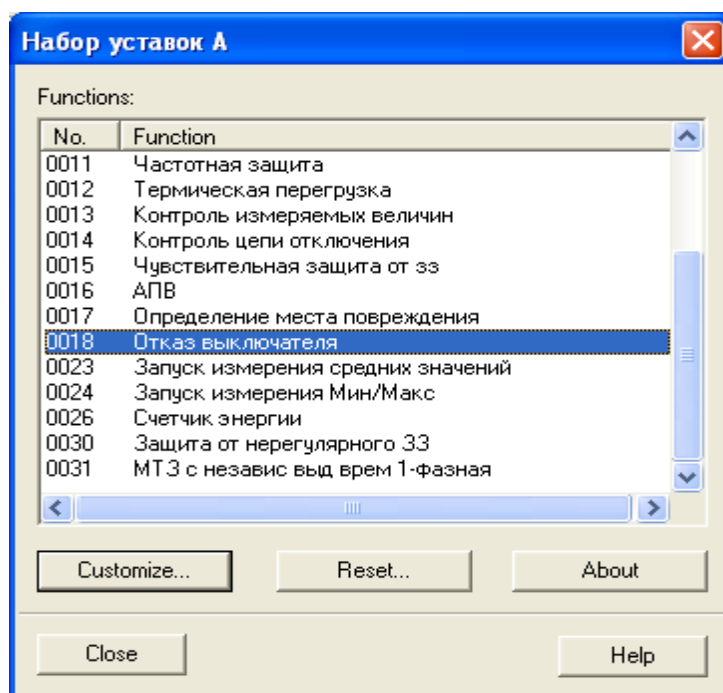 Набор уставок А
Functions:
No. Function
0011 Частотная защита
0012 Термическая перегрузка
0013 Контроль измеряемых величин
0014 Контроль цепи отключения
0015 Чувствительная защита от зз
0016 АПВ
0017 Определение места повреждения
0018 Отказ выключателя
0023 Запуск измерения средних значений
0024 Запуск измерения Мин/Макс
0026 Счетчик энергии
0030 Защита от нерегулярного ЗЗ
0031 МТЗ с независ выд врем 1-фазная
Customize... Reset... About
Close Help